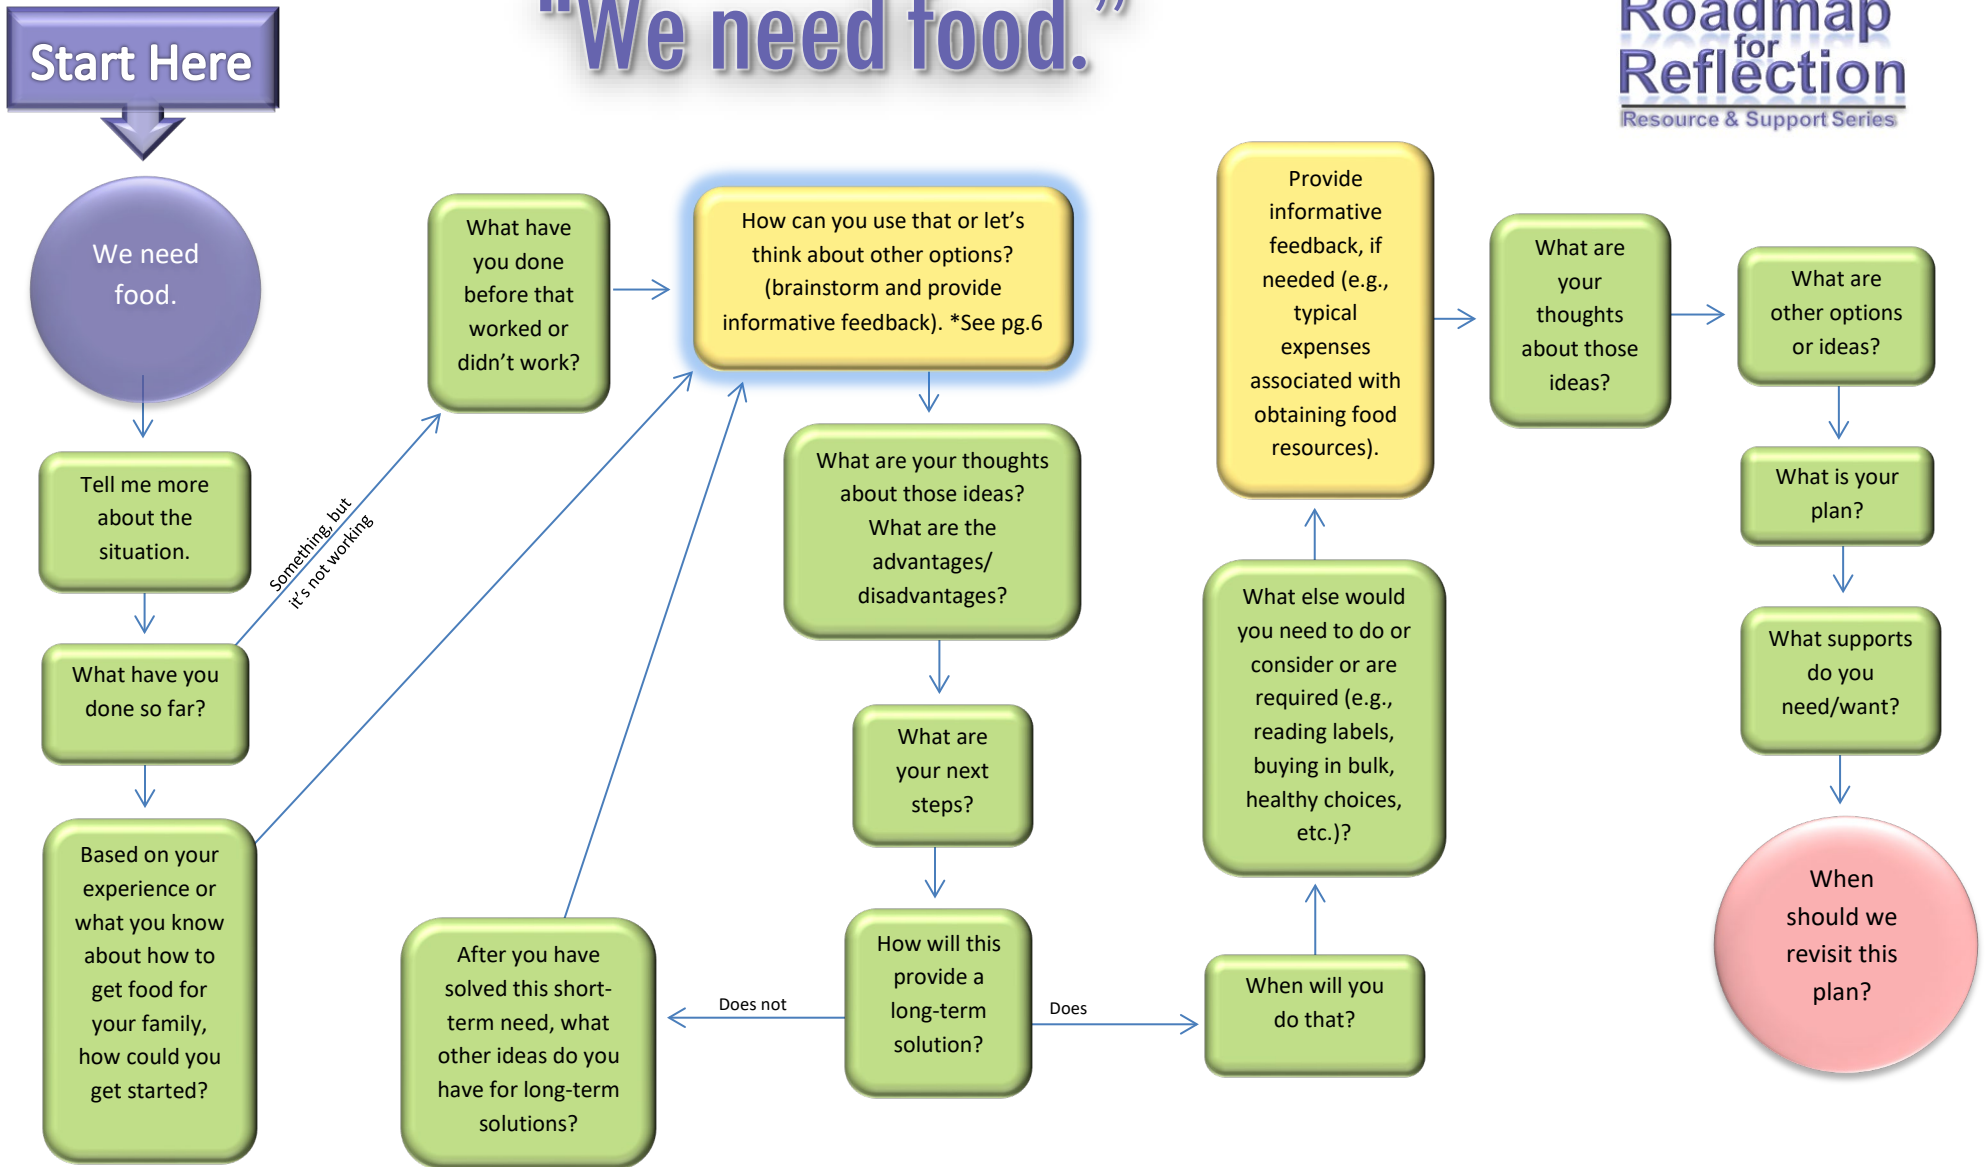 Start Here
"We need food."
Roadmap
for
Reflection
Resource & Support Series
We need
food.
Tell me more
about the
situation.
What have you
done so far?
Something, but
it's not working
Based on your
experience or
what you know
about how to
get food for
your family,
how could you
get started?
What have
you done
before that
worked or
didn't work?
How can you use that or let's
think about other options?
(brainstorm and provide
informative feedback). *See pg.6
What are your thoughts
about those ideas?
What are the
advantages/
disadvantages?
What are
your next
steps?
How will this
provide a
long-term
solution?
Does not
Does
After you have
solved this short-
term need, what
other ideas do you
have for long-term
solutions?
When will you
do that?
What else would
you need to do or
consider or are
required (e.g.,
reading labels,
buying in bulk,
healthy choices,
etc.)?
Provide
informative
feedback, if
needed (e.g.,
typical
expenses
associated with
obtaining food
resources).
What are
your
thoughts
about those
ideas?
What are
other options
or ideas?
What is your
plan?
What supports
do you
need/want?
When
should we
revisit this
plan?